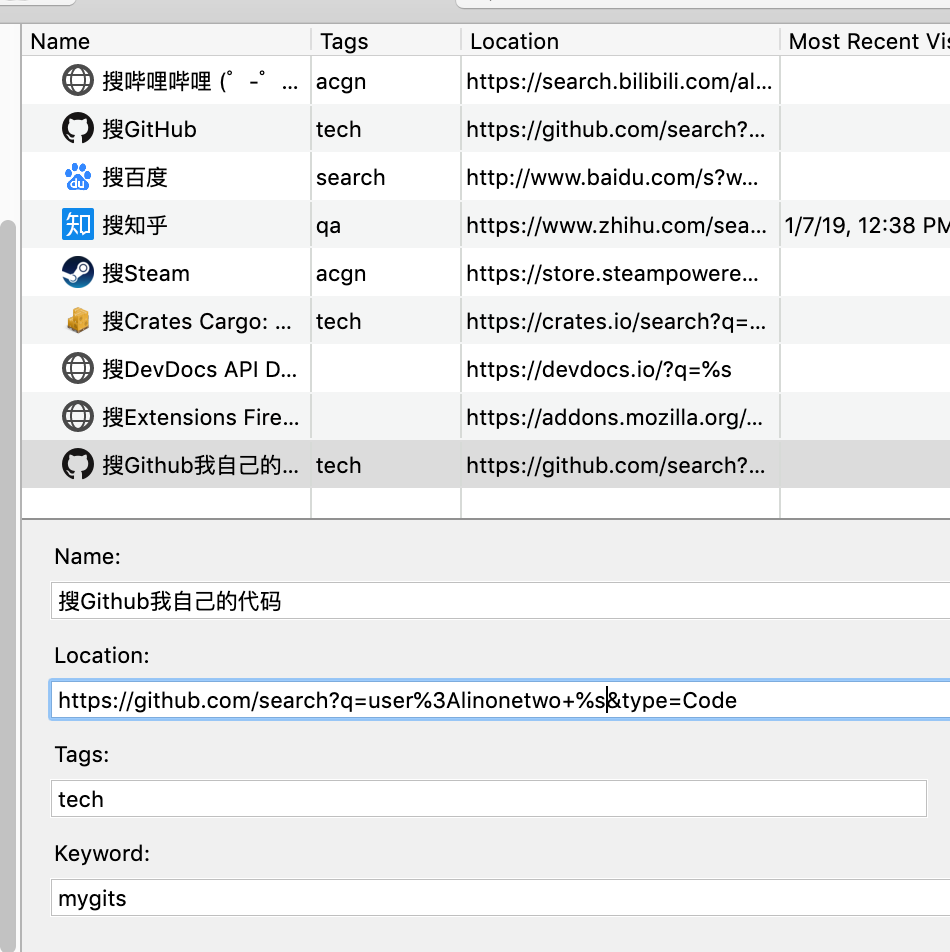 Name Tags Location Most Recent Vis
搜哔哩哔哩 (゜-゜ ... acgn https://search.bilibili.com/al...
搜GitHub tech https://github.com/search?...
du 搜百度 search http://www.baidu.com/s?w...
知 搜知乎 qa https://www.zhihu.com/sea... 1/7/19, 12:38 PM
搜Steam acgn https://store.steampowere...
搜Crates Cargo: ... tech https://crates.io/search?q=...
搜DevDocs API D... https://devdocs.io/?q=%s
搜Extensions Fire... https://addons.mozilla.org/...
搜Github我自己的... tech https://github.com/search?...
Name:
搜Github我自己的代码
Location:
https://github.com/search?q=user%3Alinonetwo+%s&type=Code
Tags:
tech
Keyword:
mygits